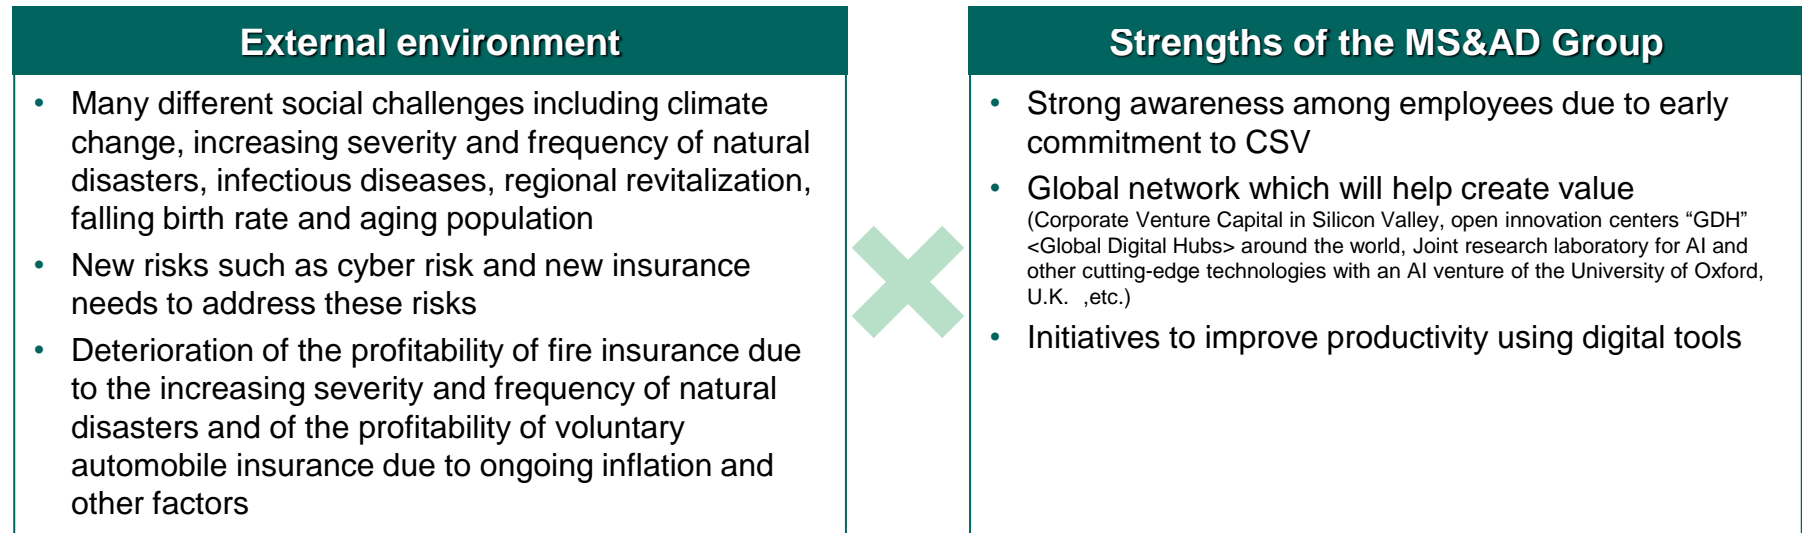 External environment
• Many different social challenges including climate
change, increasing severity and frequency of natural
disasters, infectious diseases, regional revitalization,
falling birth rate and aging population
• New risks such as cyber risk and new insurance
needs to address these risks
• Deterioration of the profitability of fire insurance due
to the increasing severity and frequency of natural
disasters and of the profitability of voluntary
automobile insurance due to ongoing inflation and
other factors
Strengths of the MS&AD Group
• Strong awareness among employees due to early
commitment to CSV
• Global network which will help create value
(Corporate Venture Capital in Silicon Valley, open innovation centers “GDH”
<Global Digital Hubs> around the world, Joint research laboratory for AI and
other cutting-edge technologies with an AI venture of the University of Oxford,
U.K. ,etc.)
• Initiatives to improve productivity using digital tools